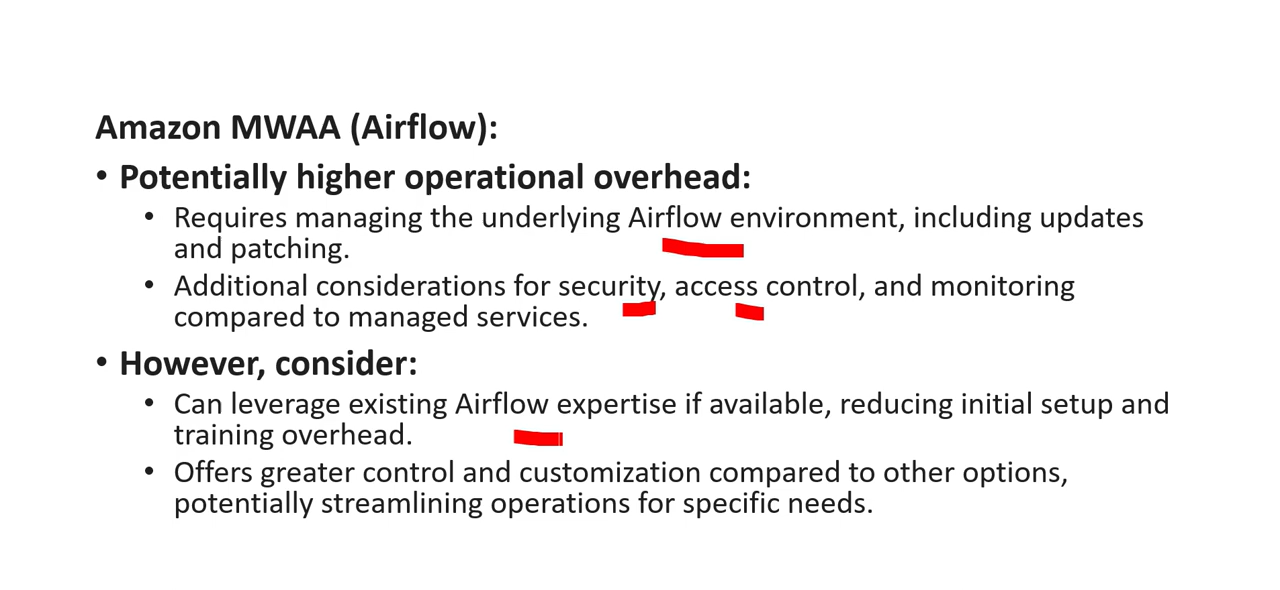 Amazon MWAA (Airflow):
• Potentially higher operational overhead:
• Requires managing the underlying Airflow environment, including updates
and patching.
• Additional considerations for security, access control, and monitoring
compared to managed services.
• However, consider:
• Can leverage existing Airflow expertise if available, reducing initial setup and
training overhead.
• Offers greater control and customization compared to other options,
potentially streamlining operations for specific needs.